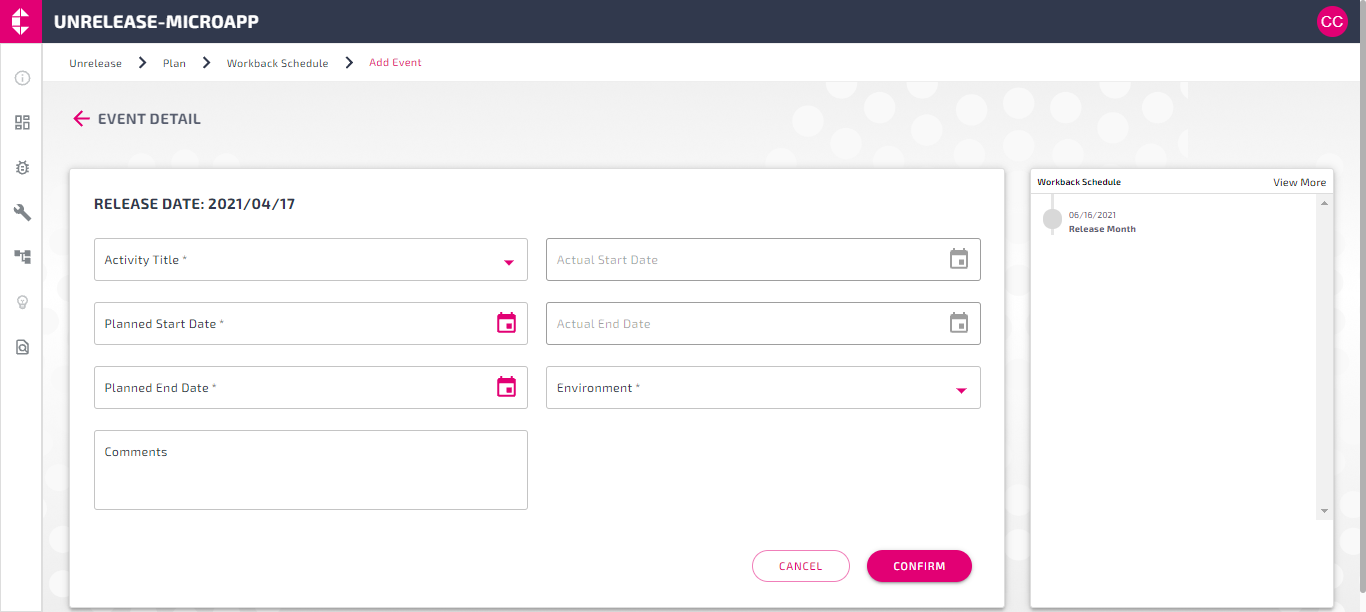 UNRELEASE-MICROAPP
CC
Unrelease Plan Workback Schedule Add Event
EVENT DETAIL
RELEASE DATE: 2021/04/17
Activity Title *
Actual Start Date
Planned Start Date *
Actual End Date
Planned End Date *
Environment *
Comments
CANCEL
CONFIRM
Workback Schedule
View More
06/16/2021
Release Month